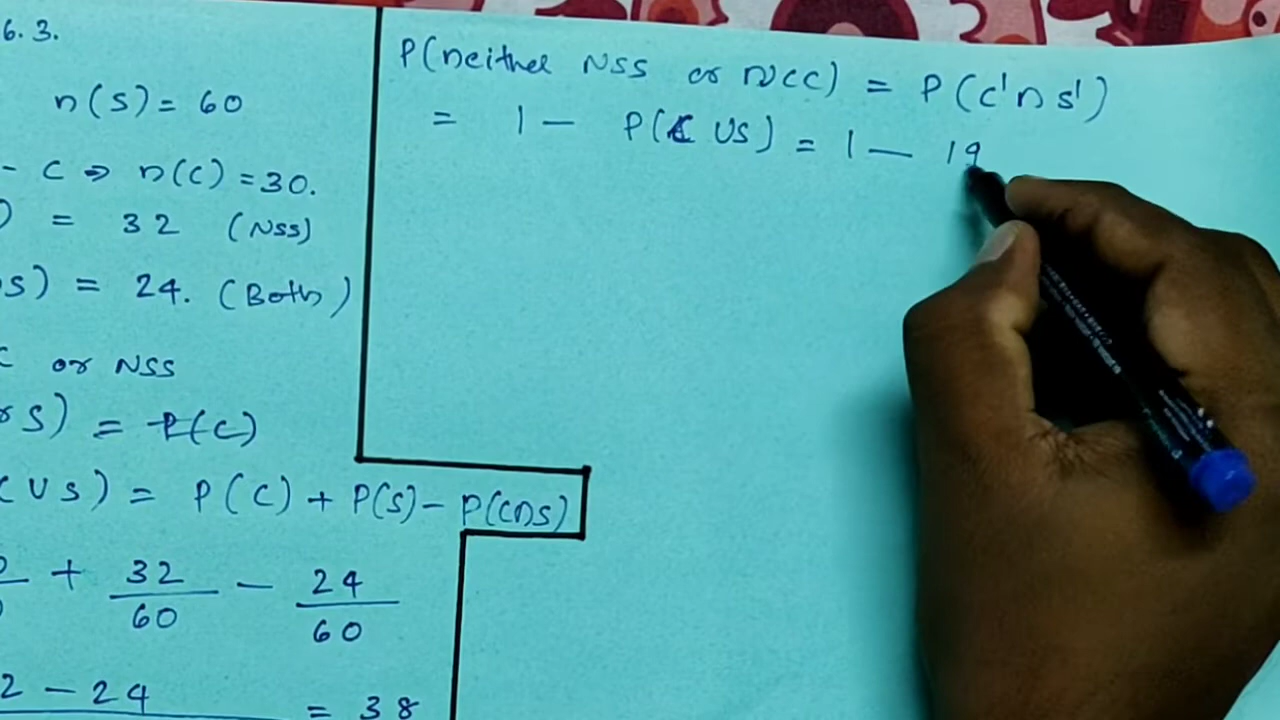 6.3.
n(S) = 60
- C ⇒ n(C) = 30.
) = 32 (NSS)
S) = 24. (Both)
or NSS
S) = P(C)
∪ S) = P(C) + P(S) - P(C∩S)
+ 32/60 - 24/60
2 - 24 = 38
P(neither NSS or NCC) = P(C'∩S')
= 1 - P(C ∪ S) = 1 - 19